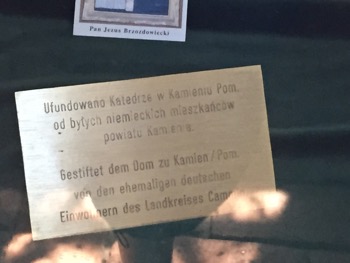 Pan Jezus Brzozdowiecki
Ufundowano Katedrze w Kamieniu Pom.
od byłych niemieckich mieszkańców
powiatu Kamienia.
Gestiftet dem Dom zu Kamien/Pom.
von den ehemaligen deutschen
Einwohnern des Landkreises